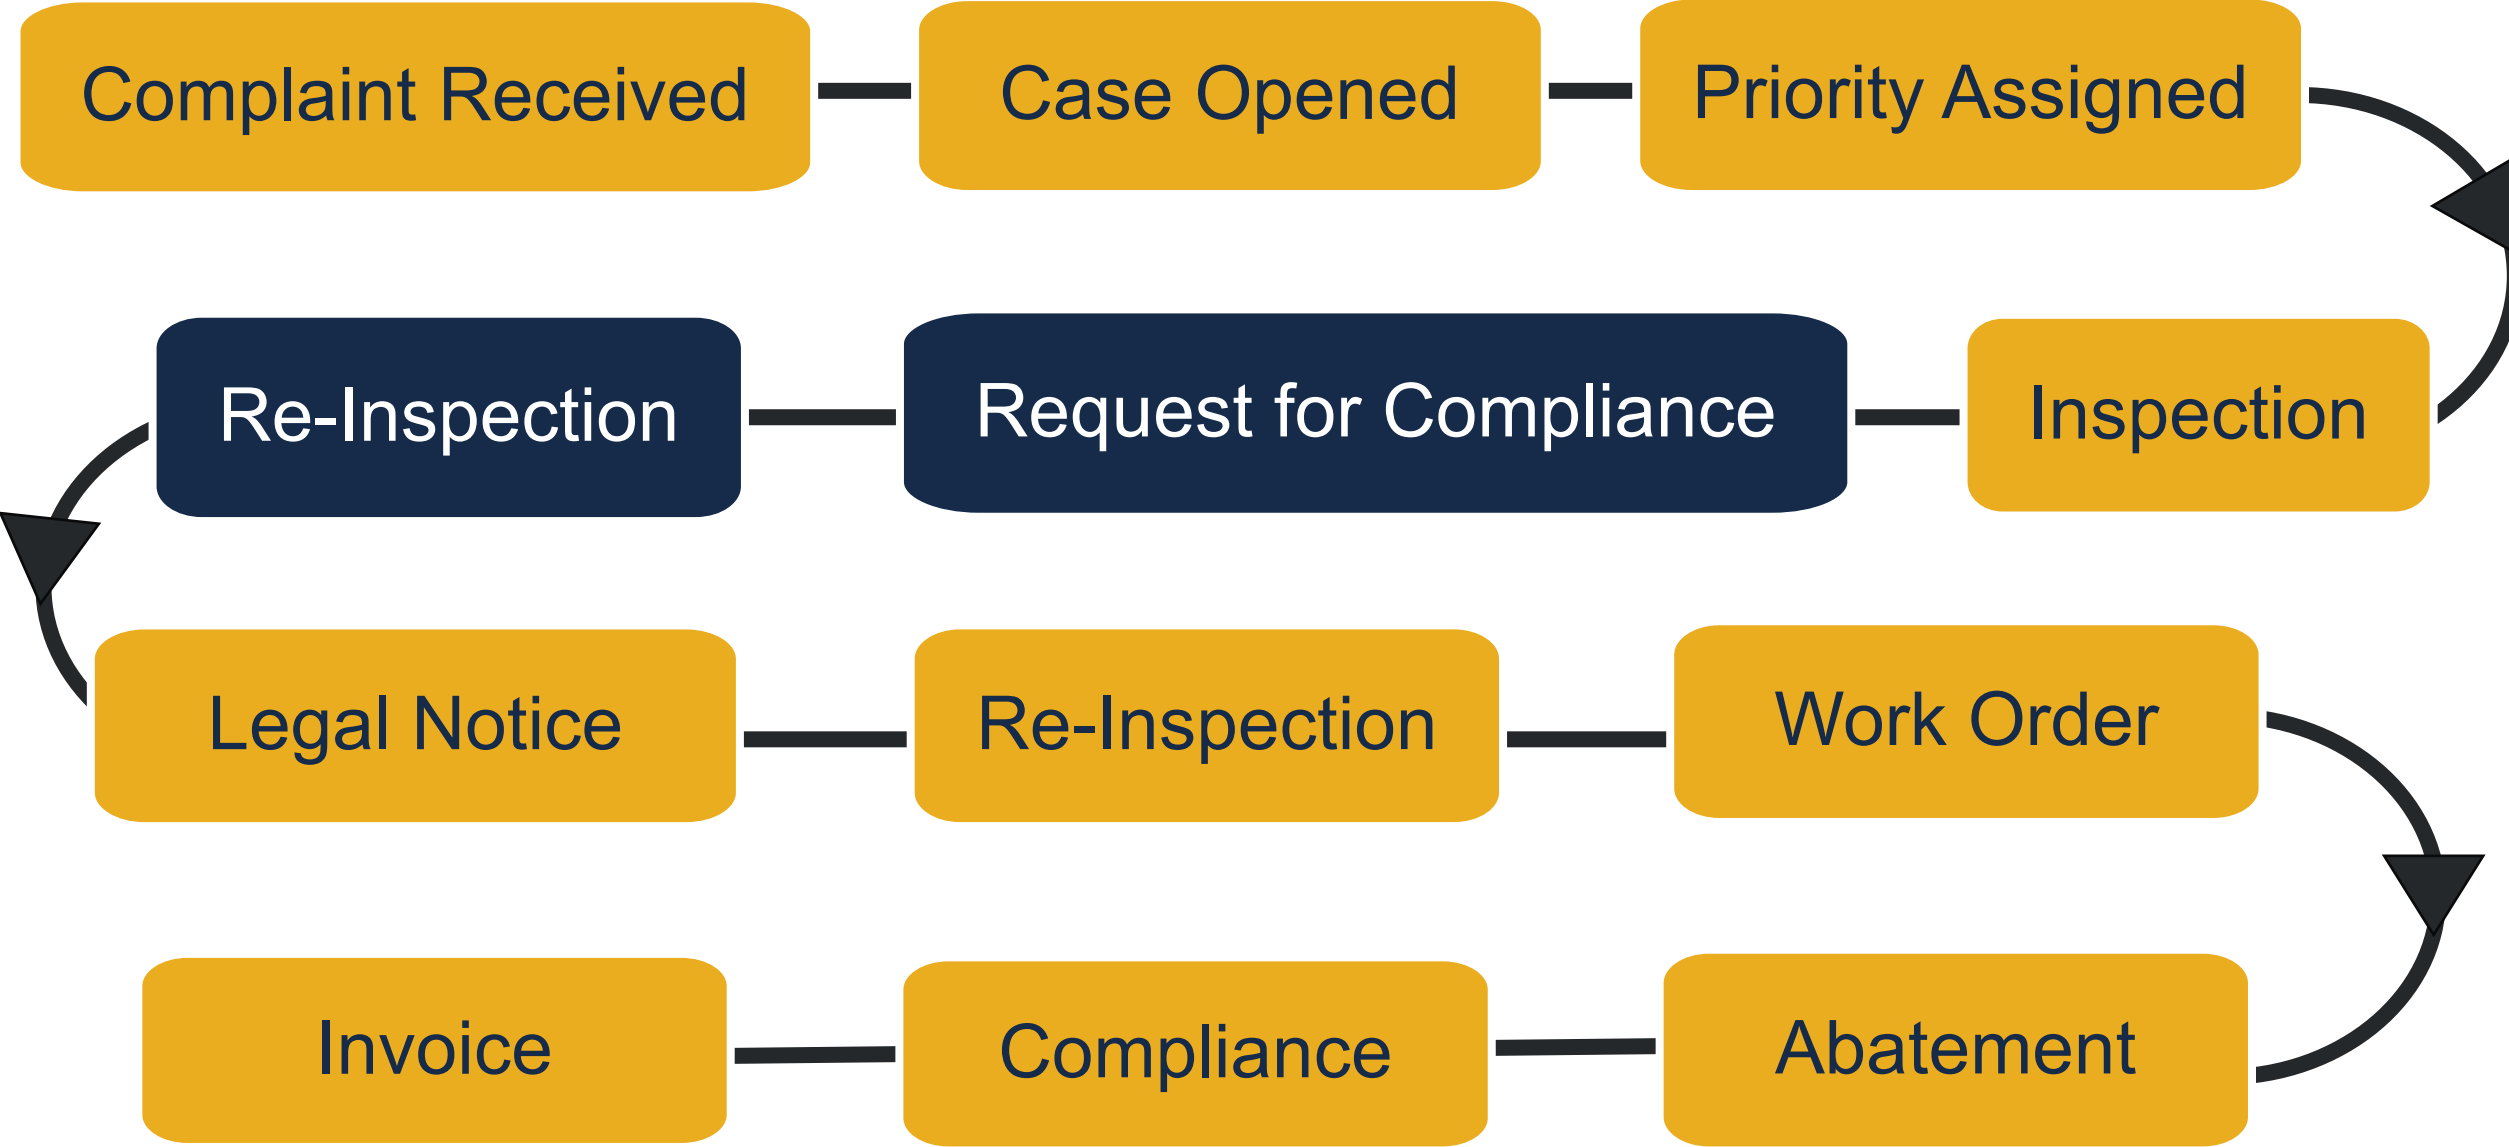 Complaint Received
Case Opened
Priority Assigned
Re-Inspection
Request for Compliance
Inspection
Legal Notice
Re-Inspection
Work Order
Invoice
Compliance
Abatement